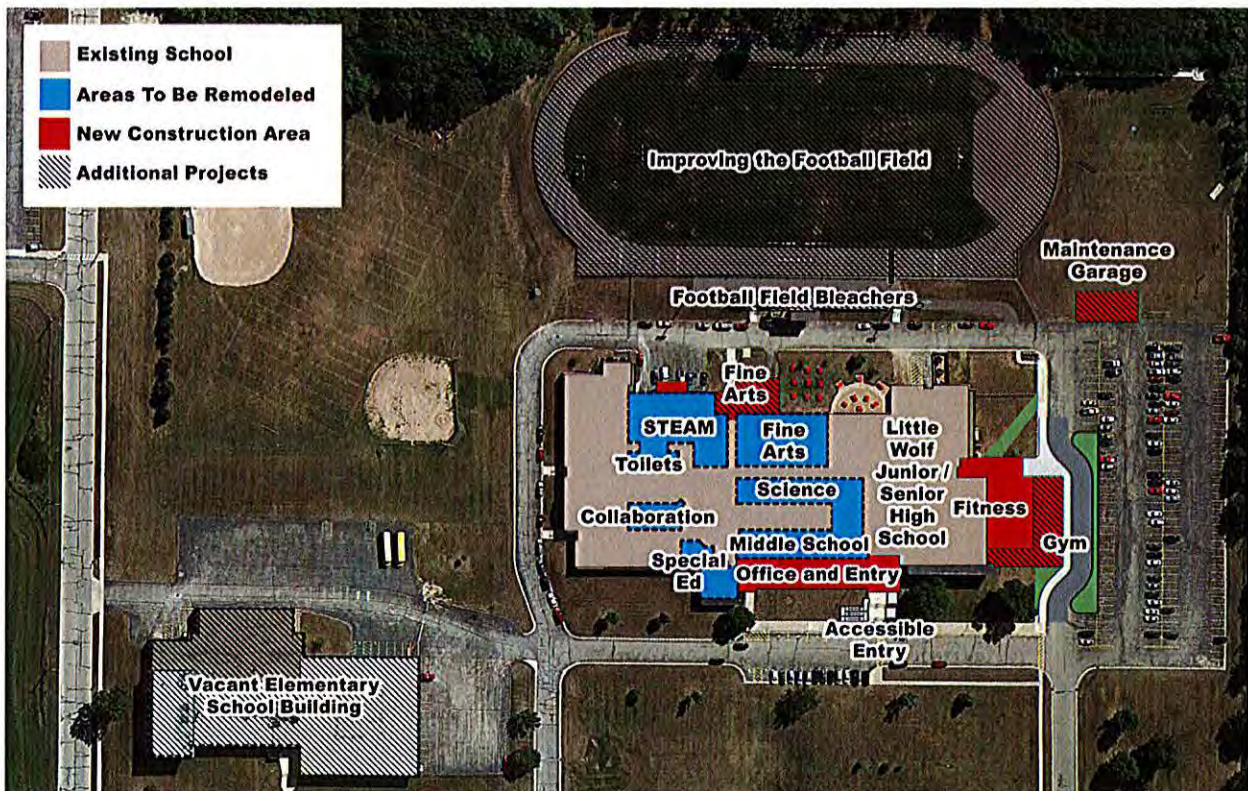 Existing School
Areas To Be Remodeled
New Construction Area
Additional Projects
Improving the Football Field
Maintenance
Garage
Football Field Bleachers
Fine
Arts
STEAM
Fine
Arts
Little
Wolf
Junior /
Senior
High
School
Toilets
Science
Collaboration
Fitness
Middle School
Gym
Special
Ed
Office and Entry
Accessible
Entry
Vacant Elementary
School Building